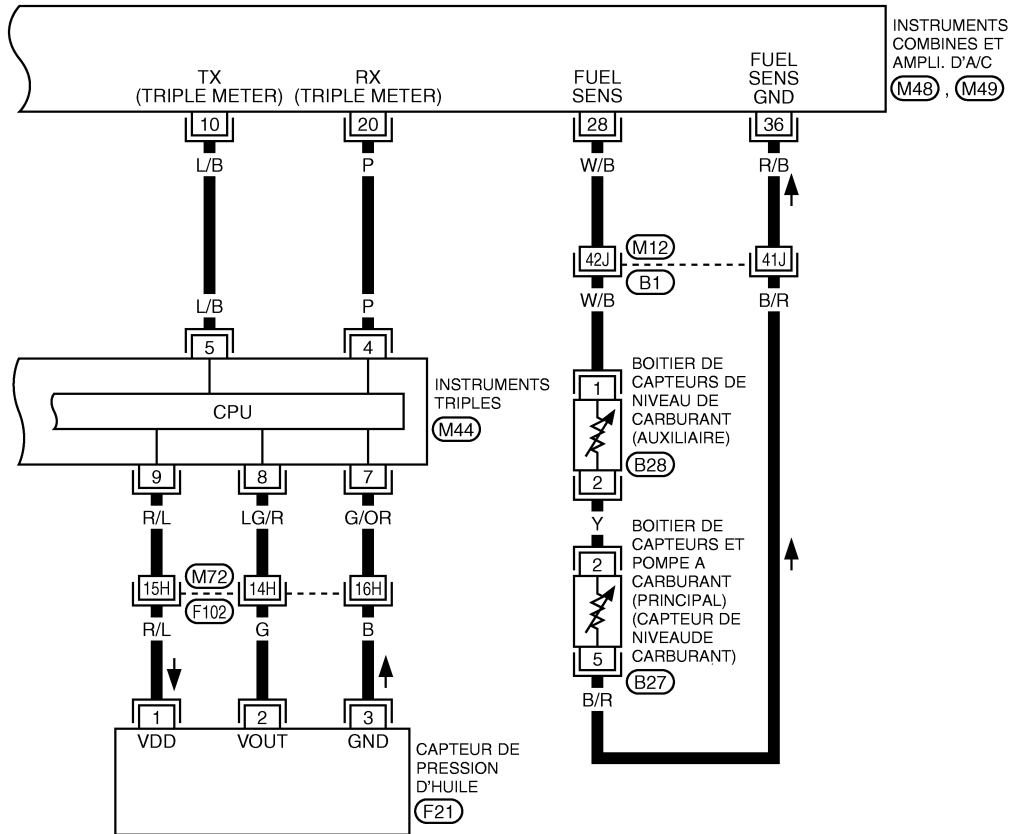 INSTRUMENTS
COMBINES ET
AMPLI. D'A/C
M48 , M49
TX
(TRIPLE METER)
RX
(TRIPLE METER)
FUEL
SENS
FUEL
SENS
GND
10
20
28
36
L/B
P
W/B
R/B
42J
M12
B1
41J
L/B
P
W/B
B/R
5
4
INSTRUMENTS
TRIPLES
M44
CPU
1
BOITIER DE
CAPTEURS DE
NIVEAU DE
CARBURANT
(AUXILIAIRE)
B28
2
9
8
7
R/L
LG/R
G/OR
Y
2
BOITIER DE
CAPTEURS ET
POMPE A
CARBURANT
(PRINCIPAL)
(CAPTEUR DE
NIVEAUDE
CARBURANT)
B27
5
B/R
15H
M72
F102
14H
16H
R/L
G
B
1
2
3
VDD
VOUT
GND
CAPTEUR DE
PRESSION
D'HUILE
F21